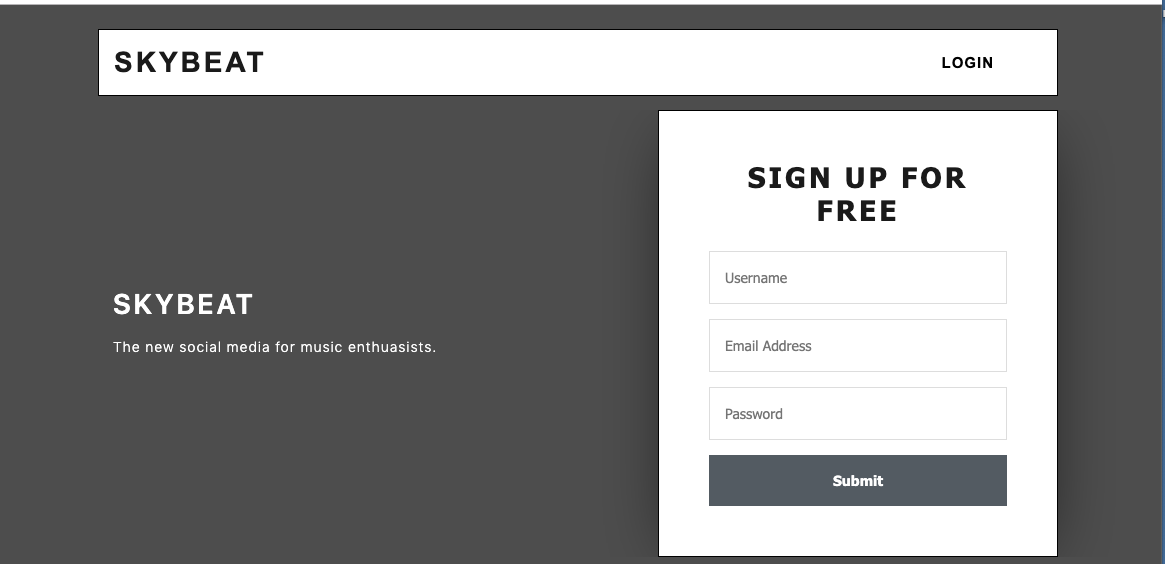 SKYBEAT
LOGIN
SIGN UP FOR
FREE
Username
SKYBEAT
Email Address
The new social media for music enthuasists.
Password
Submit